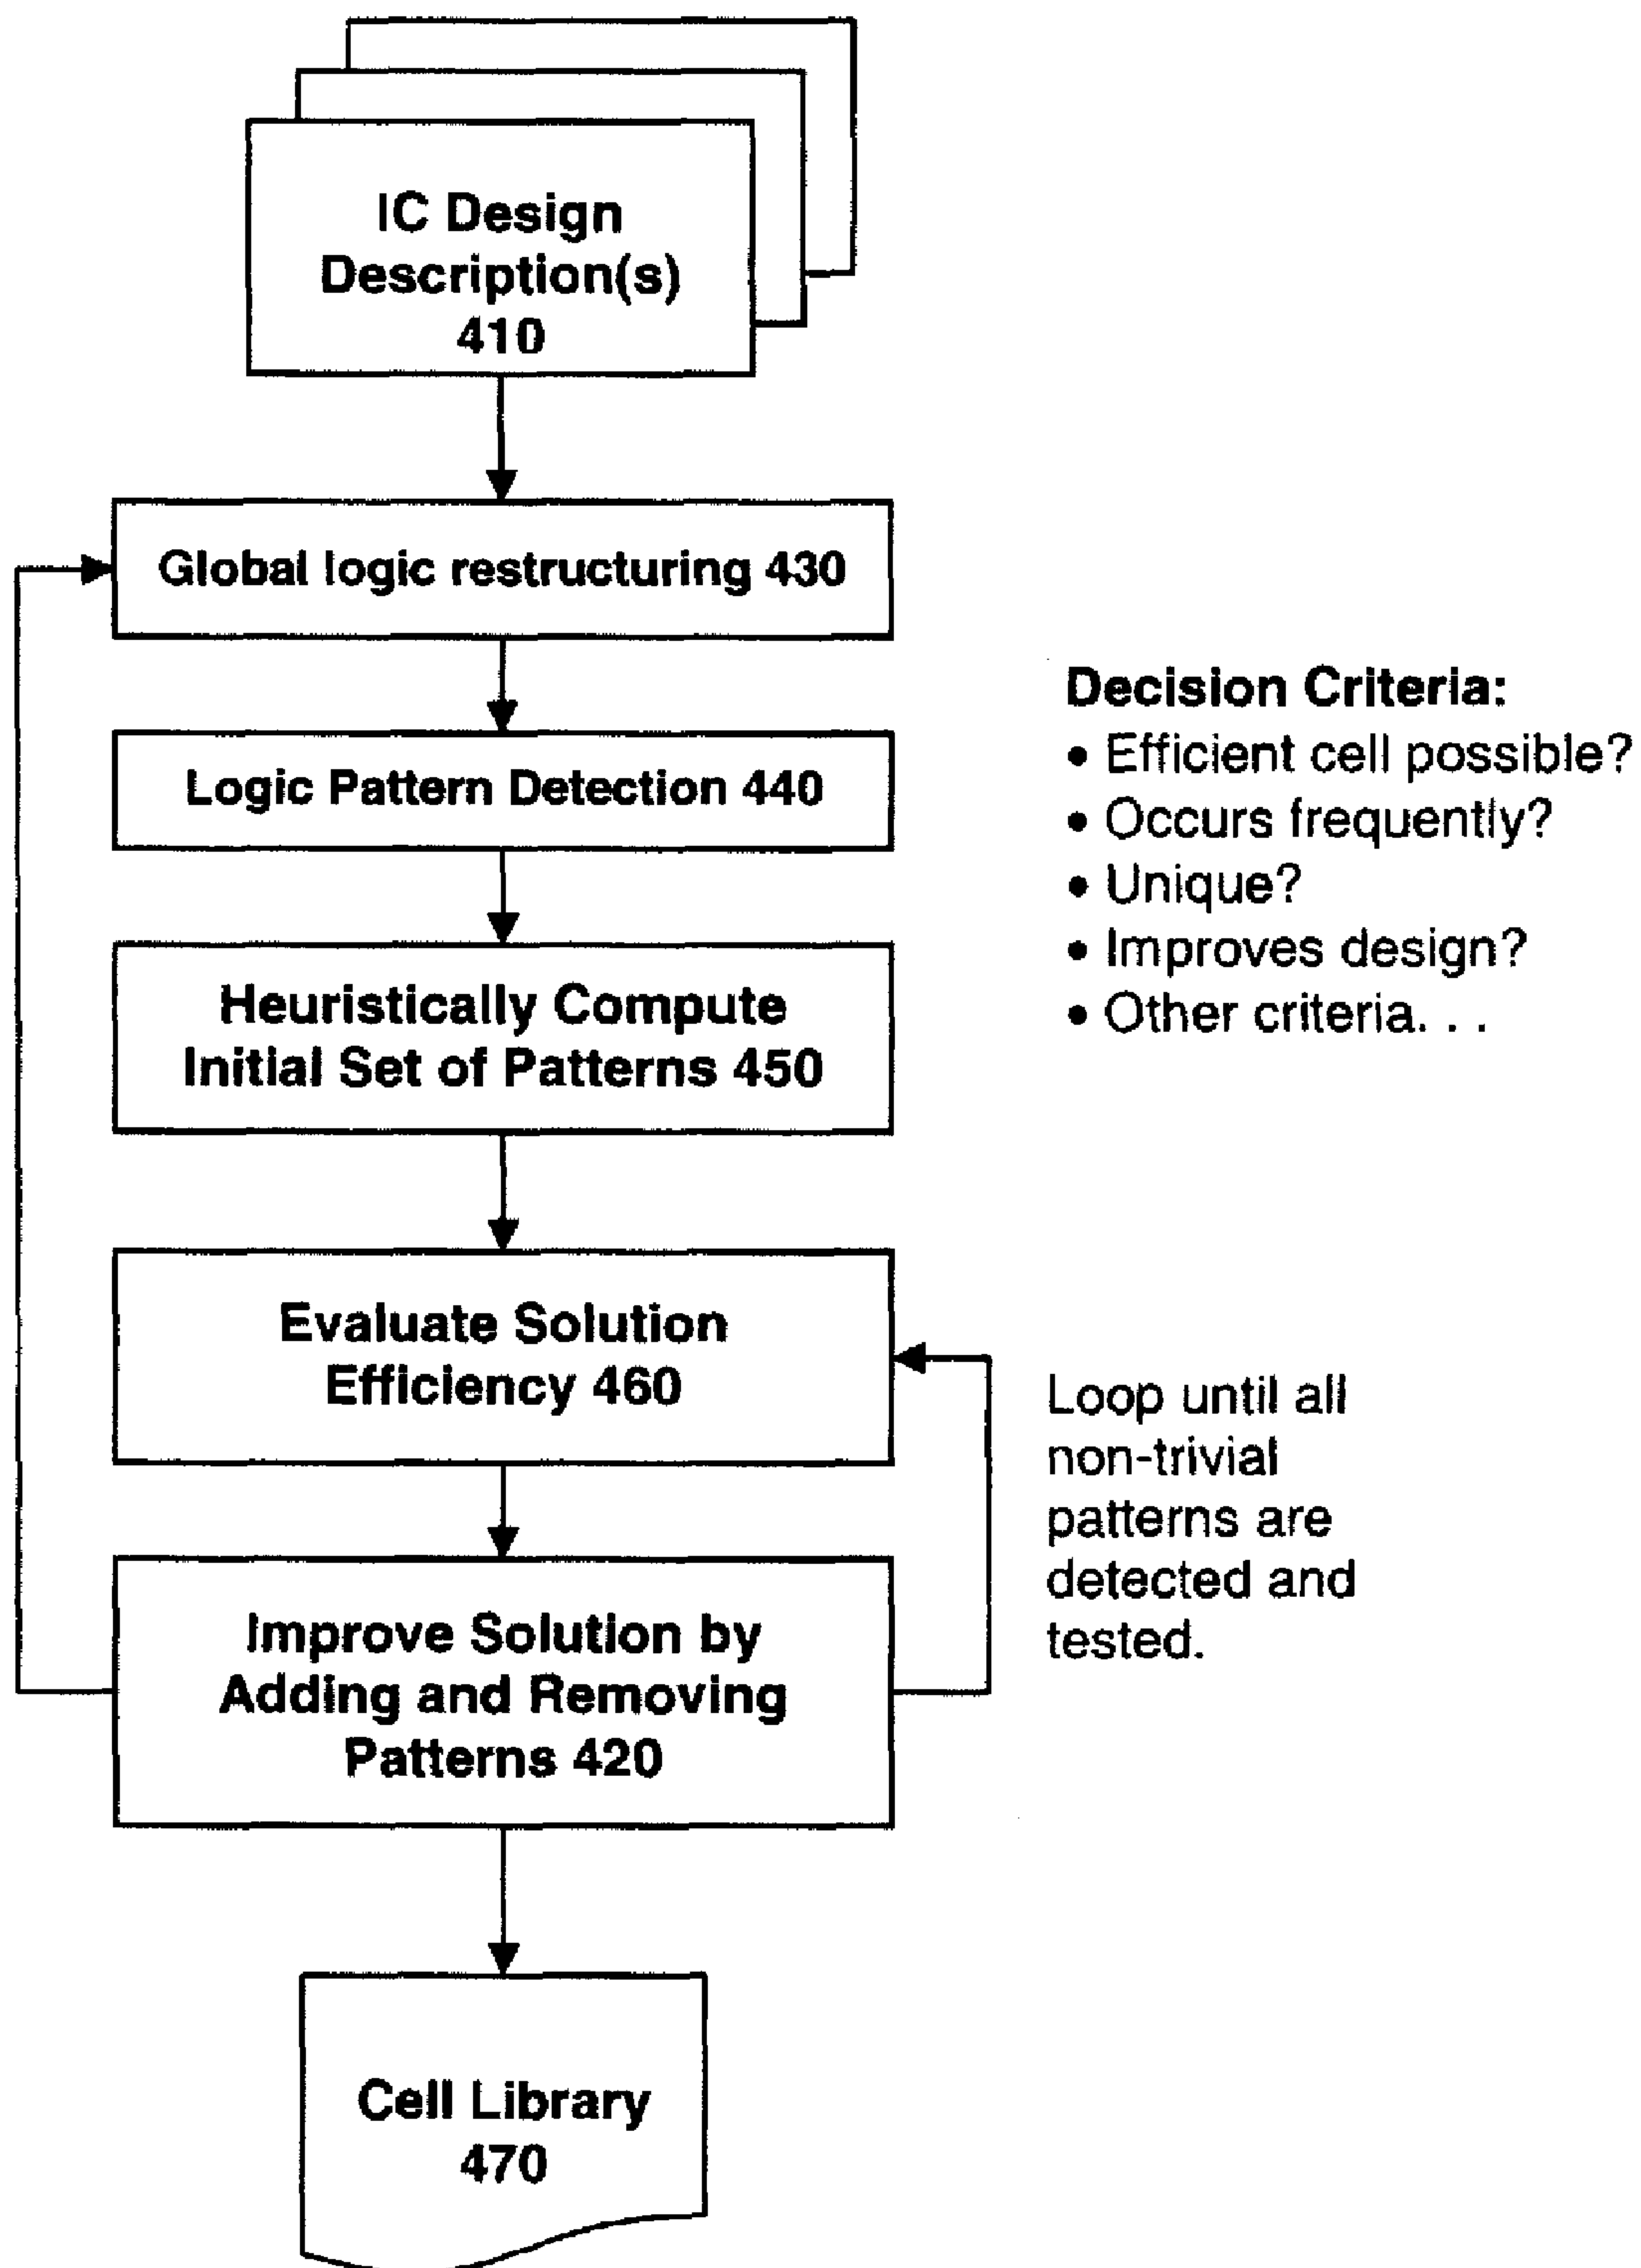 IC Design
Description(s)
410
Global logic restructuring 430
Logic Pattern Detection 440
Decision Criteria:
• Efficient cell possible?
• Occurs frequently?
• Unique?
• Improves design?
• Other criteria. . .
Heuristically Compute
Initial Set of Patterns 450
Evaluate Solution
Efficiency 460
Loop until all
non-trivial
patterns are
detected and
tested.
Improve Solution by
Adding and Removing
Patterns 420
Cell Library
470